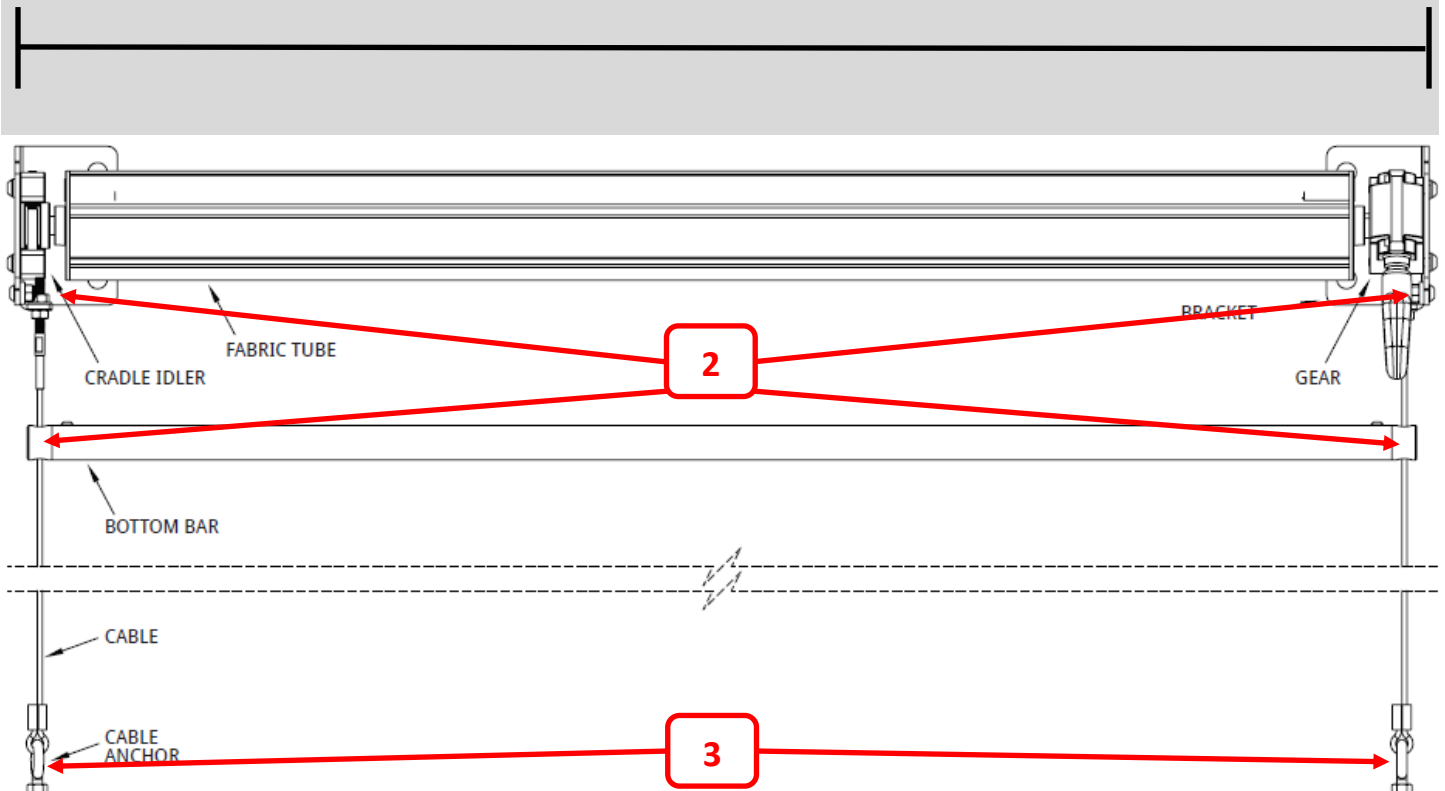 BRACKET
FABRIC TUBE
2
CRADLE IDLER
GEAR
BOTTOM BAR
CABLE
CABLE
ANCHOR
3